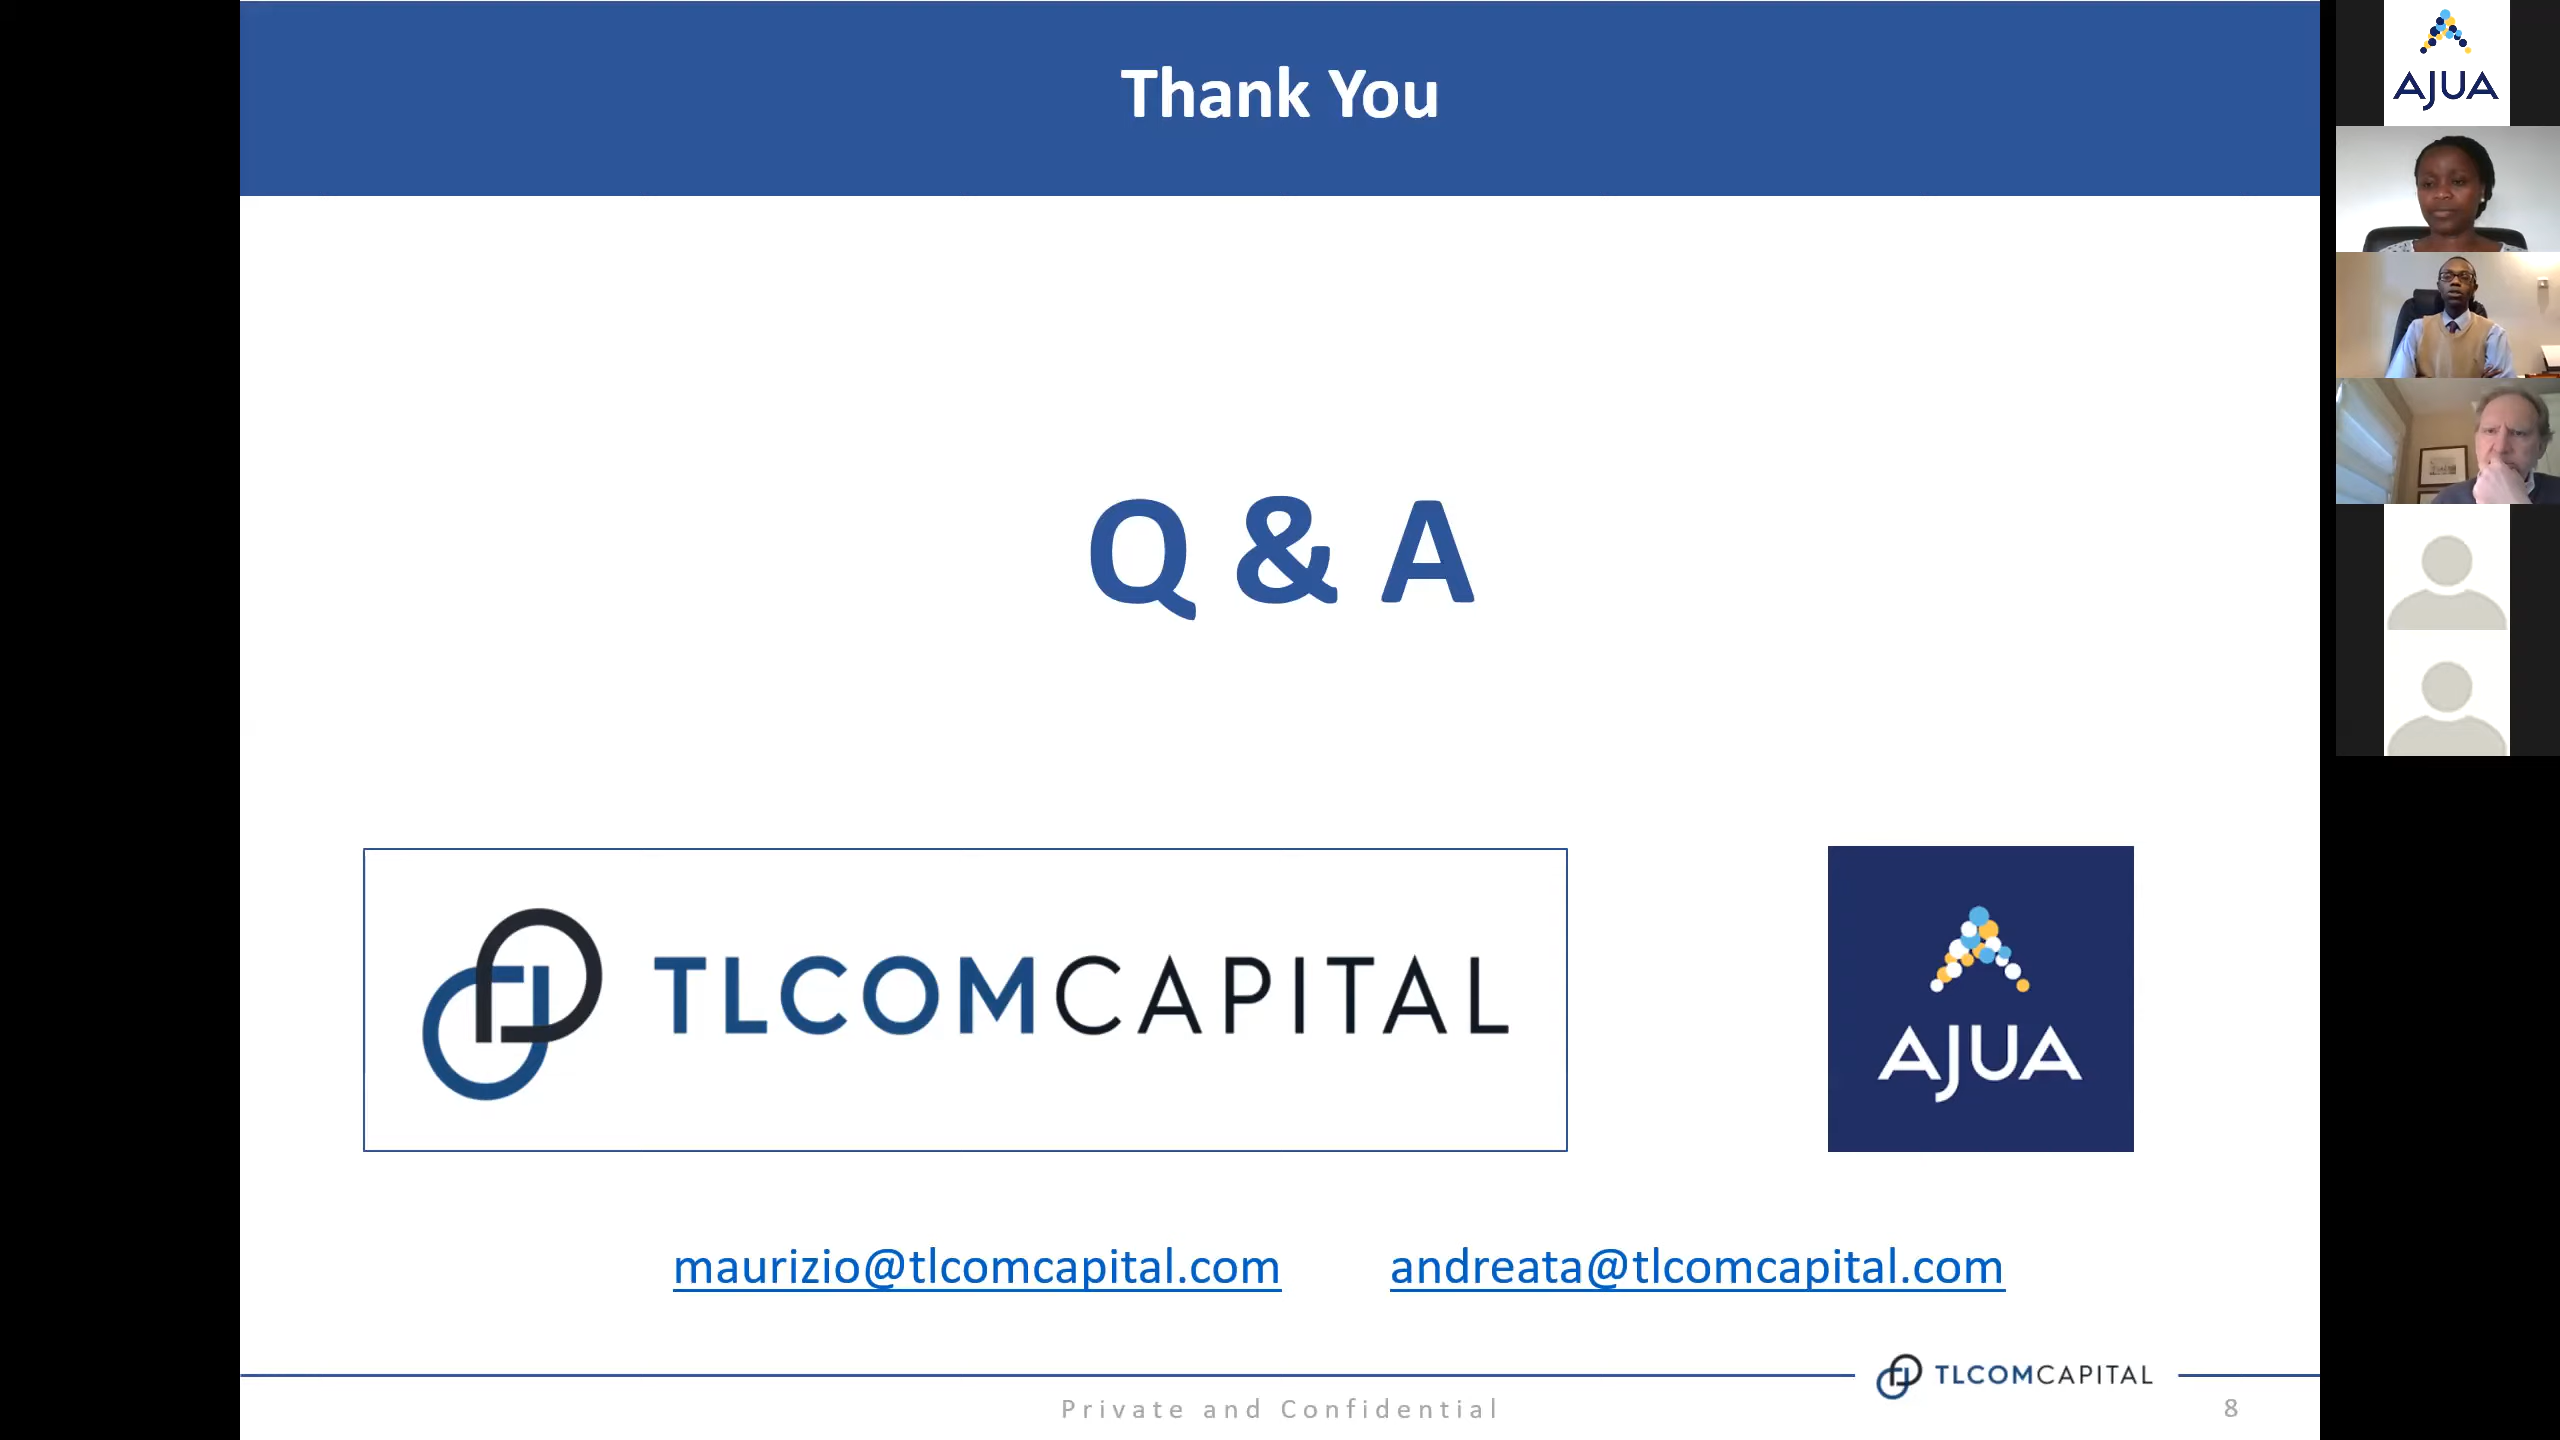 Thank You
AJUA
Q & A
TLCOMCAPITAL
AJUA
maurizio@tlcomcapital.com andreata@tlcomcapital.com
TLCOMCAPITAL
Private and Confidential
8